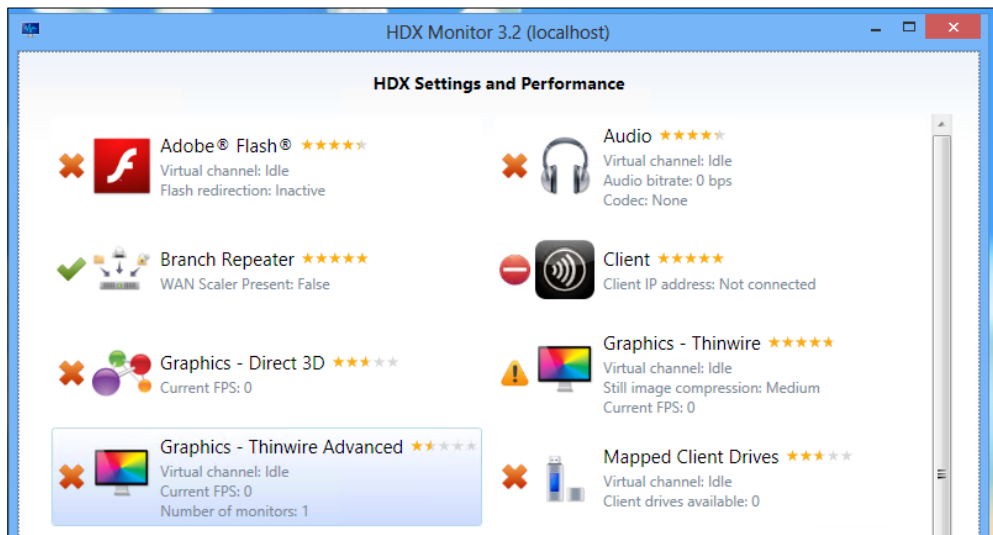 HDX Monitor 3.2 (localhost)
HDX Settings and Performance
Adobe® Flash®
Virtual channel: Idle
Flash redirection: Inactive
Audio
Virtual channel: Idle
Audio bitrate: 0 bps
Codec: None
Branch Repeater
WAN Scaler Present: False
Client
Client IP address: Not connected
Graphics - Direct 3D
Current FPS: 0
Graphics - Thinwire
Virtual channel: Idle
Still image compression: Medium
Current FPS: 0
Graphics - Thinwire Advanced
Virtual channel: Idle
Current FPS: 0
Number of monitors: 1
Mapped Client Drives
Virtual channel: Idle
Client drives available: 0